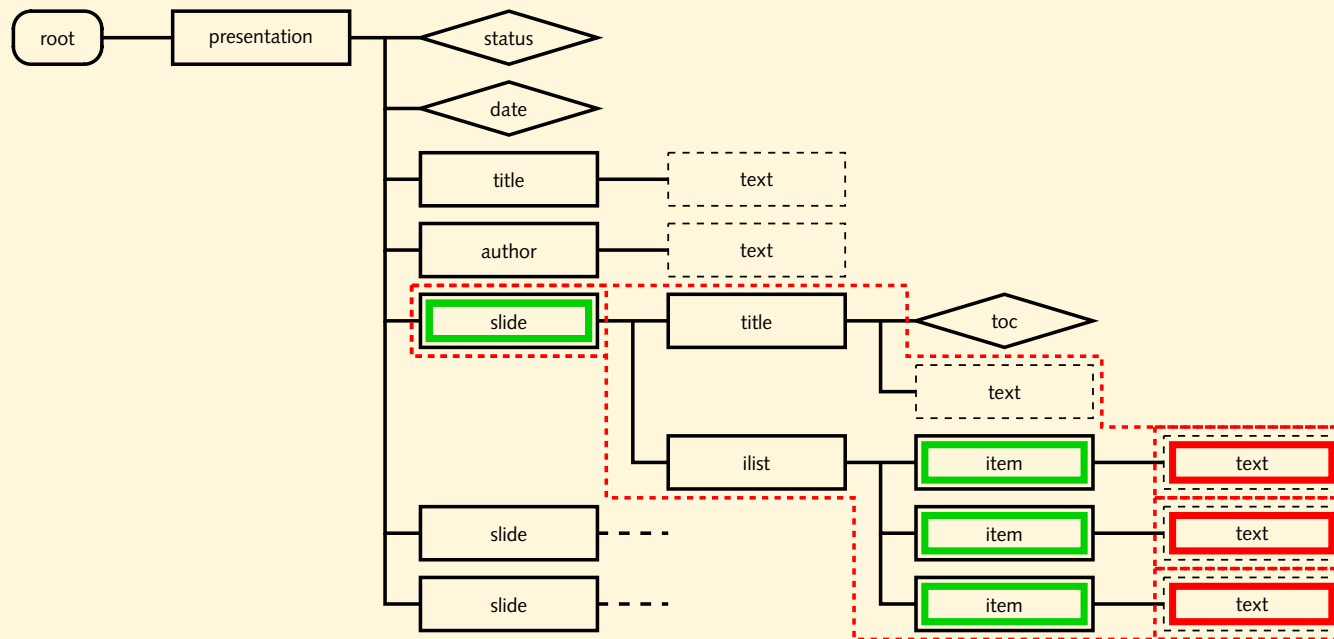 root
presentation
status
date
title
text
author
text
slide
title
toc
text
ilist
item
text
slide
item
text
slide
item
text